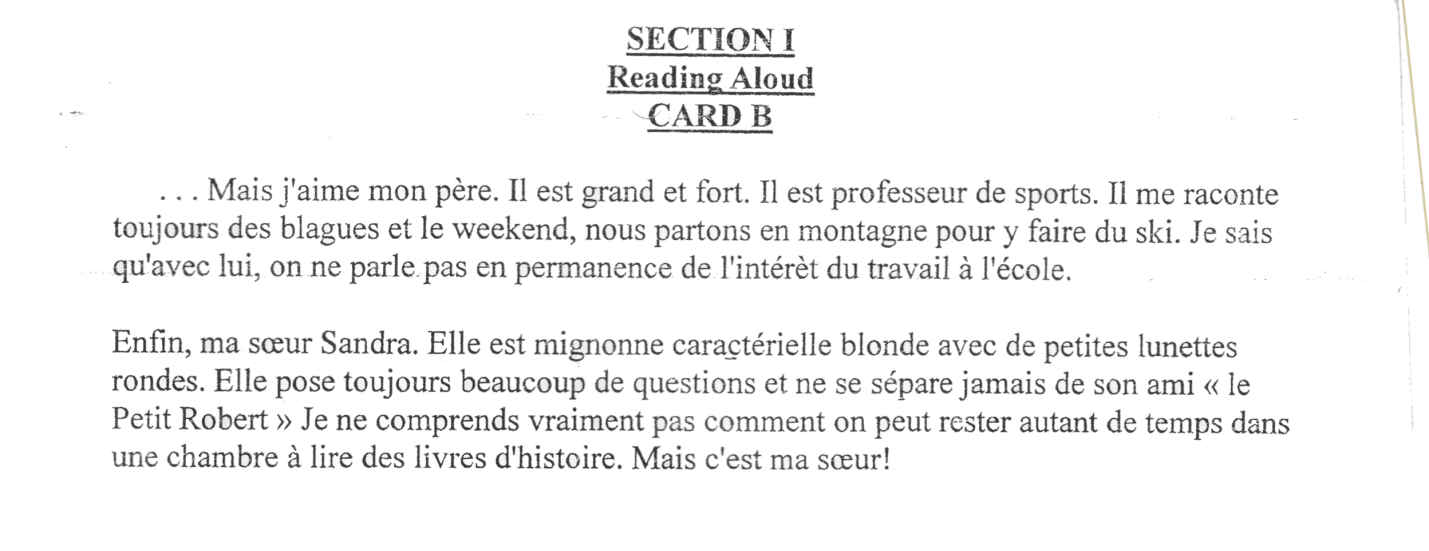 SECTION I
Reading Aloud
CARD B
. . . Mais j'aime mon père. Il est grand et fort. Il est professeur de sports. Il me raconte
toujours des blagues et le weekend, nous partons en montagne pour y faire du ski. Je sais
qu'avec lui, on ne parle pas en permanence de l'intérèt du travail à l'école.
Enfin, ma sœur Sandra. Elle est mignonne caractérielle blonde avec de petites lunettes
rondes. Elle pose toujours beaucoup de questions et ne se sépare jamais de son ami « le
Petit Robert » Je ne comprends vraiment pas comment on peut rester autant de temps dans
une chambre à lire des livres d'histoire. Mais c'est ma sœur!